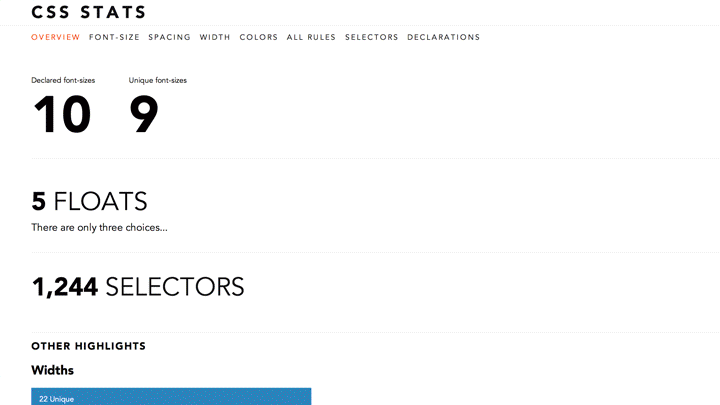 CSS STATS
OVERVIEW FONT-SIZE SPACING WIDTH COLORS ALL RULES SELECTORS DECLARATIONS
Declared font-sizes Unique font-sizes
10 9
5 FLOATS
There are only three choices...
1,244 SELECTORS
OTHER HIGHLIGHTS
Widths
22 Unique